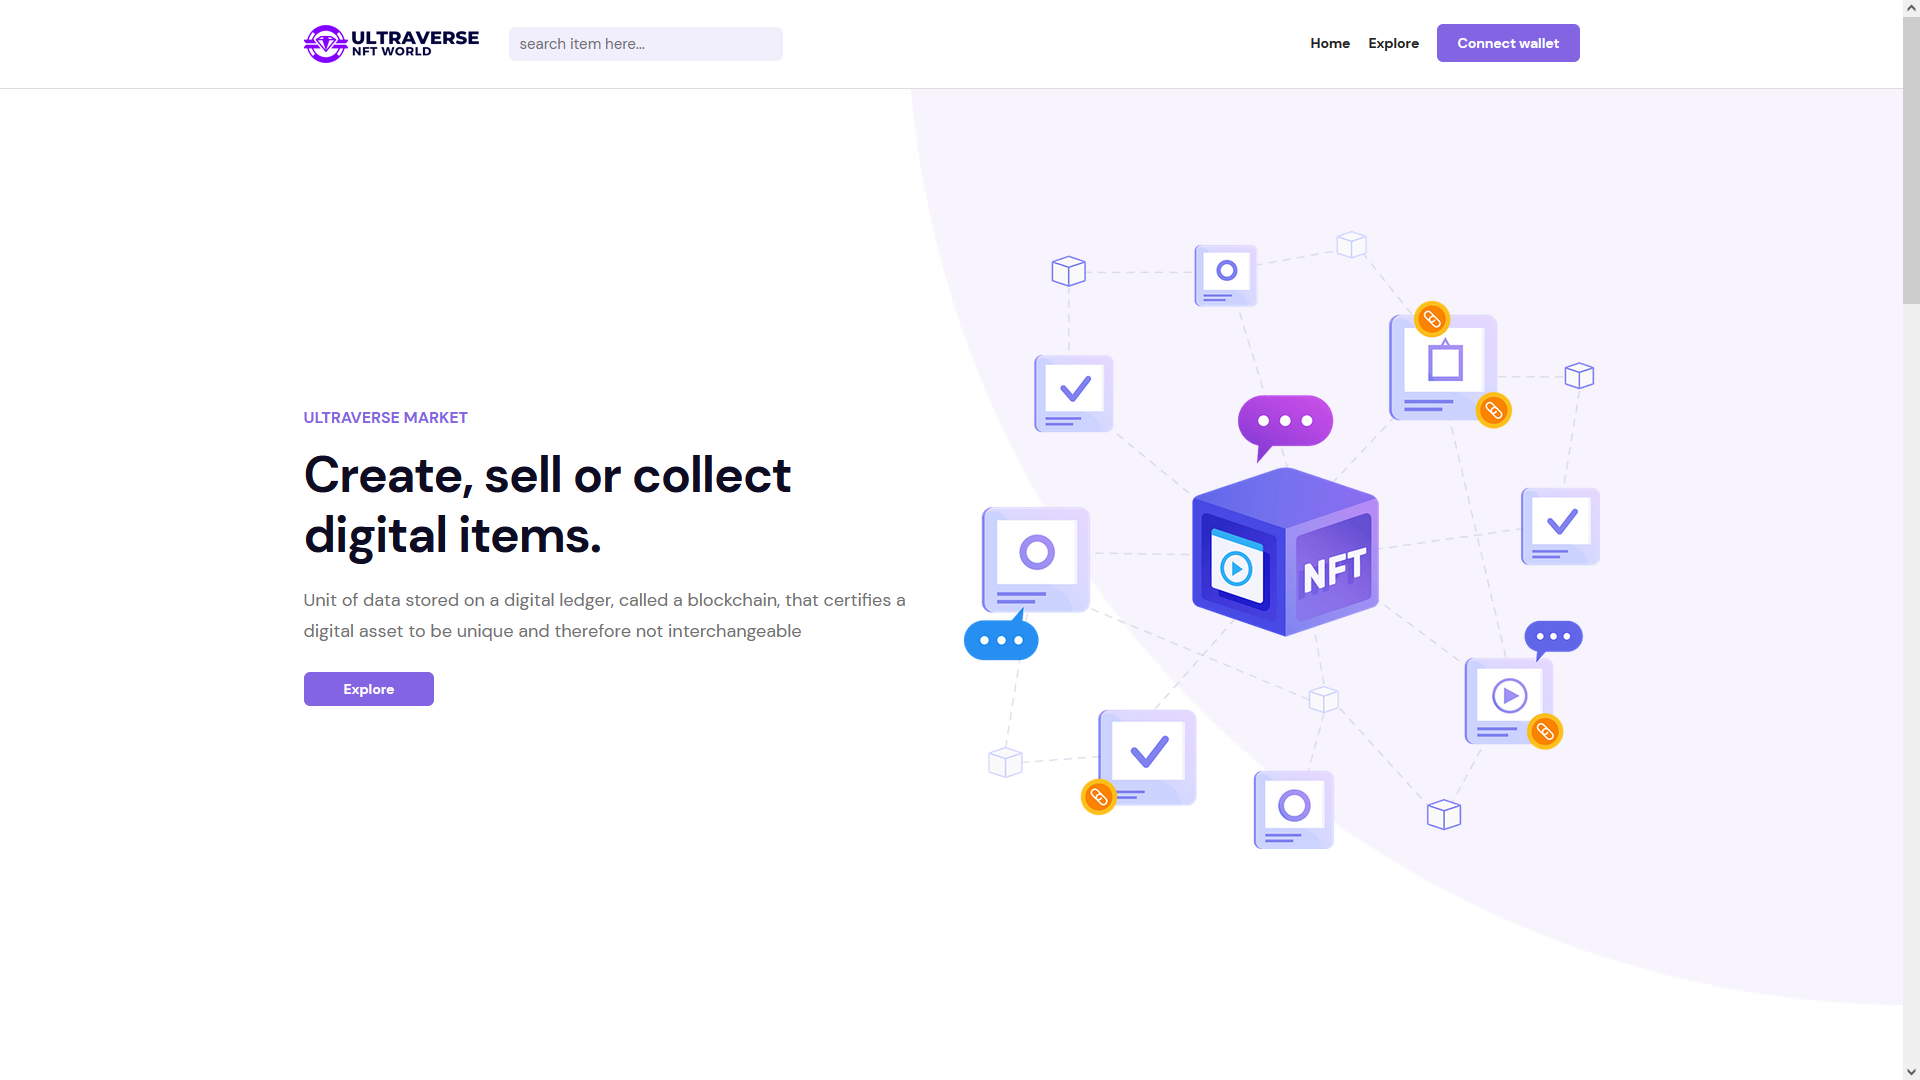 ULTRAVERSE
NFT WORLD
search item here...
Home
Explore
Connect wallet
ULTRAVERSE MARKET
Create, sell or collect
digital items.
Unit of data stored on a digital ledger, called a blockchain, that certifies a
digital asset to be unique and therefore not interchangeable
Explore
NFT